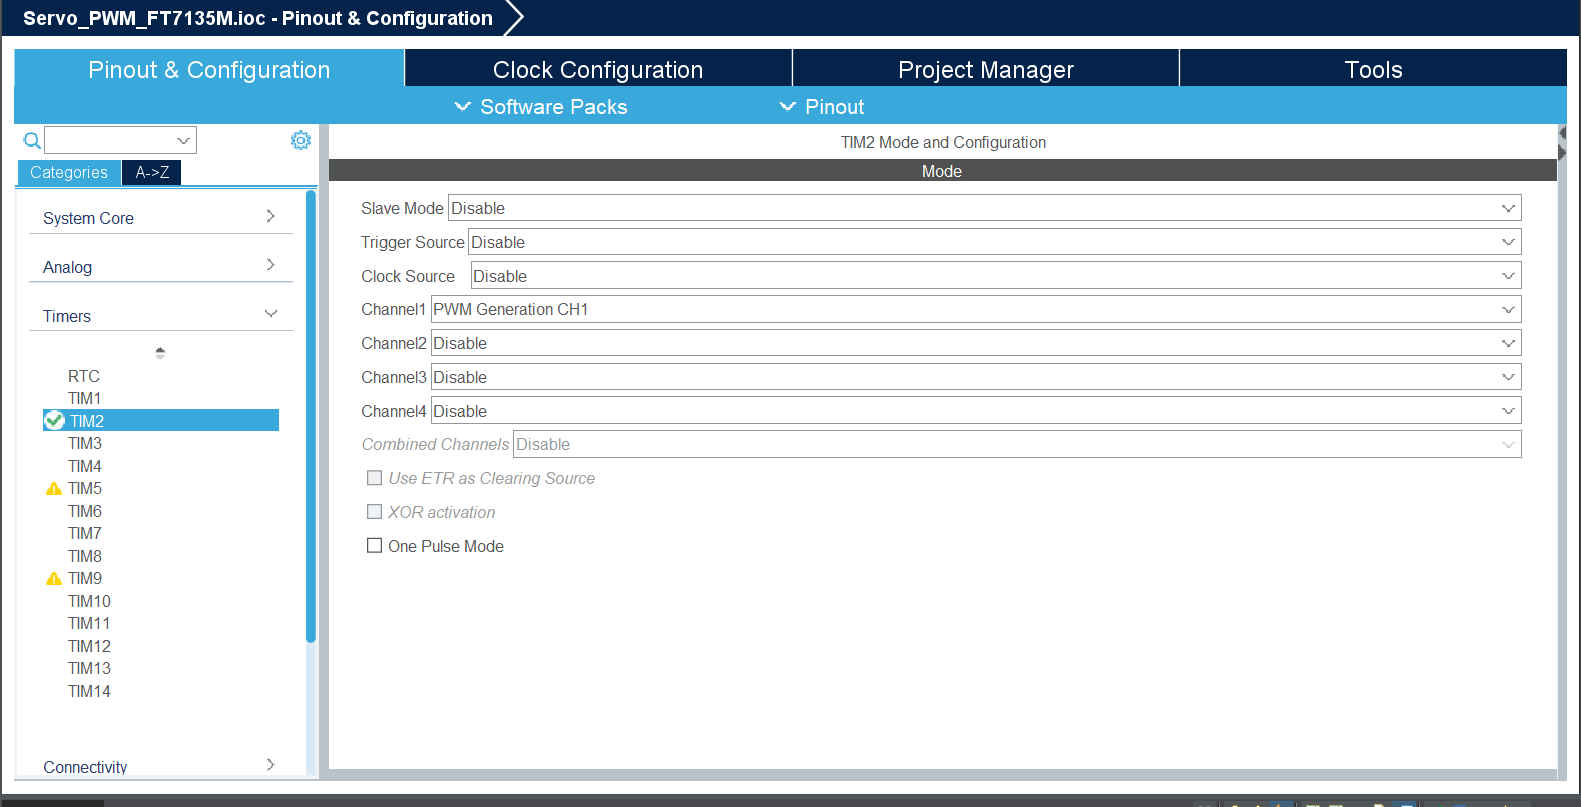 Servo_PWM_FT7135M.ioc - Pinout & Configuration
Pinout & Configuration
Clock Configuration
Project Manager
Tools
Software Packs
Pinout
Categories
A->Z
System Core
Analog
Timers
RTC
TIM1
TIM2
TIM3
TIM4
TIM5
TIM6
TIM7
TIM8
TIM9
TIM10
TIM11
TIM12
TIM13
TIM14
Connectivity
TIM2 Mode and Configuration
Mode
Slave Mode Disable
Trigger Source Disable
Clock Source Disable
Channel1 PWM Generation CH1
Channel2 Disable
Channel3 Disable
Channel4 Disable
Combined Channels Disable
Use ETR as Clearing Source
XOR activation
One Pulse Mode